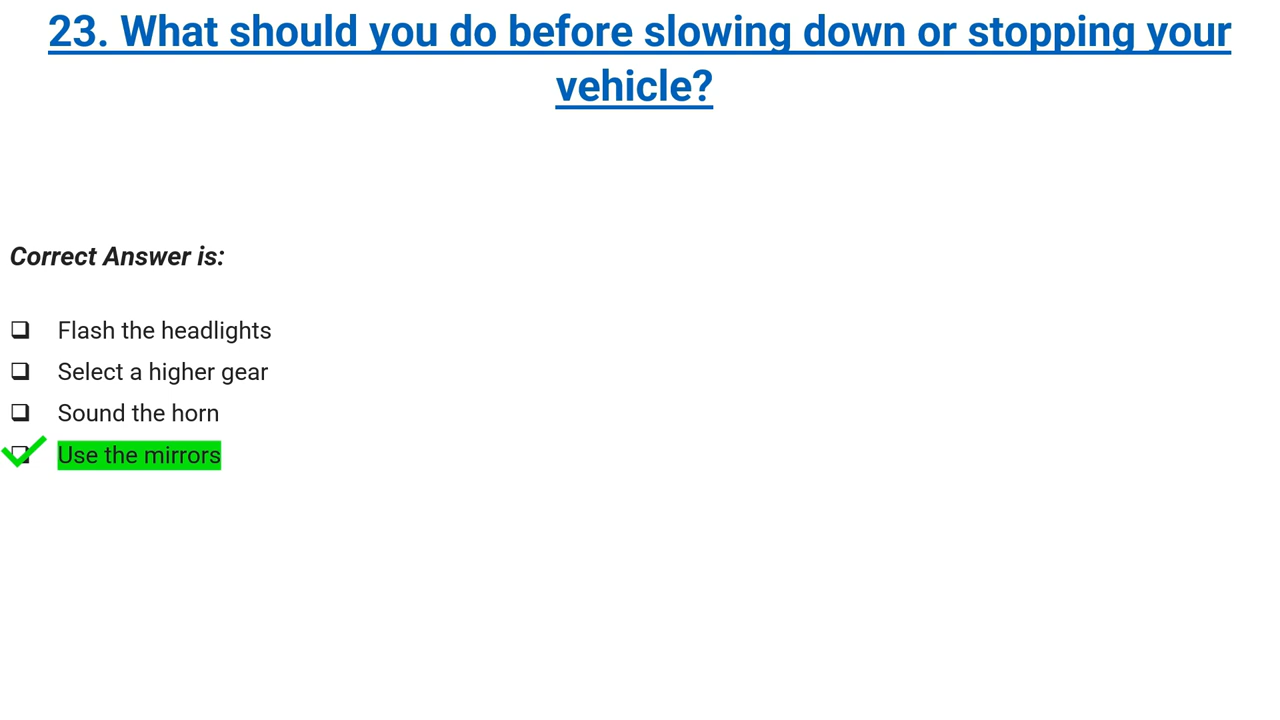 23. What should you do before slowing down or stopping your
vehicle?
Correct Answer is:
❑ Flash the headlights
❑ Select a higher gear
❑ Sound the horn
❑ Use the mirrors